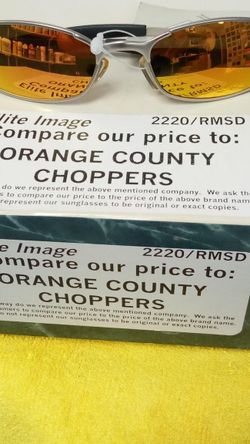 Elite Image 2220/RMSD
Compare our price to:
ORANGE COUNTY
CHOPPERS
do we represent the above mentioned company. We ask the
to compare our price to the price of the above brand name.
represent our sunglasses to be original or exact copies.
Image 2220/RMSD
ompare our price to:
ORANGE COUNTY
CHOPPERS
way do we represent the above mentioned company. We ask
omers to compare our price to the price of the above brand
not represent our sunglasses to be original or exact copies.